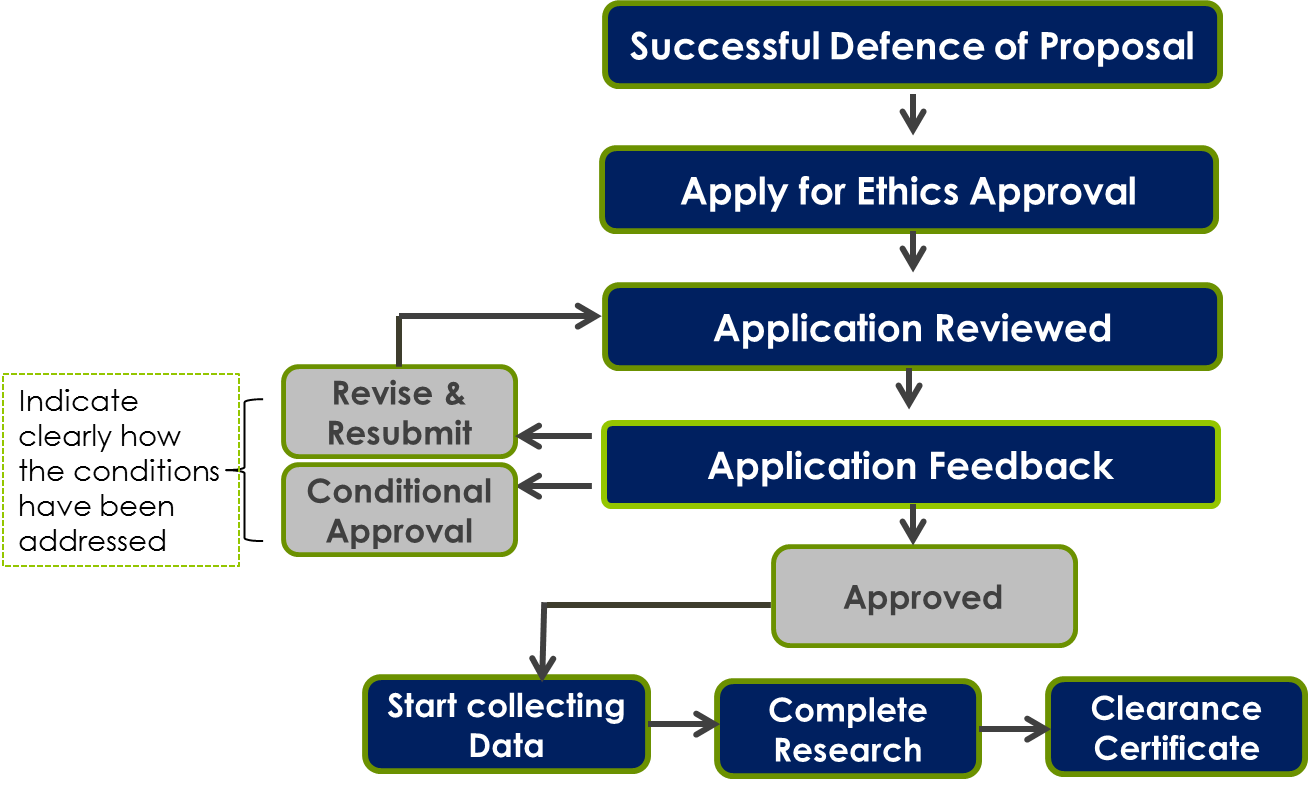 Successful Defence of Proposal
Apply for Ethics Approval
Application Reviewed
Revise &
Resubmit
Indicate
clearly how
the conditions
have been
addressed
Application Feedback
Conditional
Approval
Approved
Start collecting
Data
Complete
Research
Clearance
Certificate